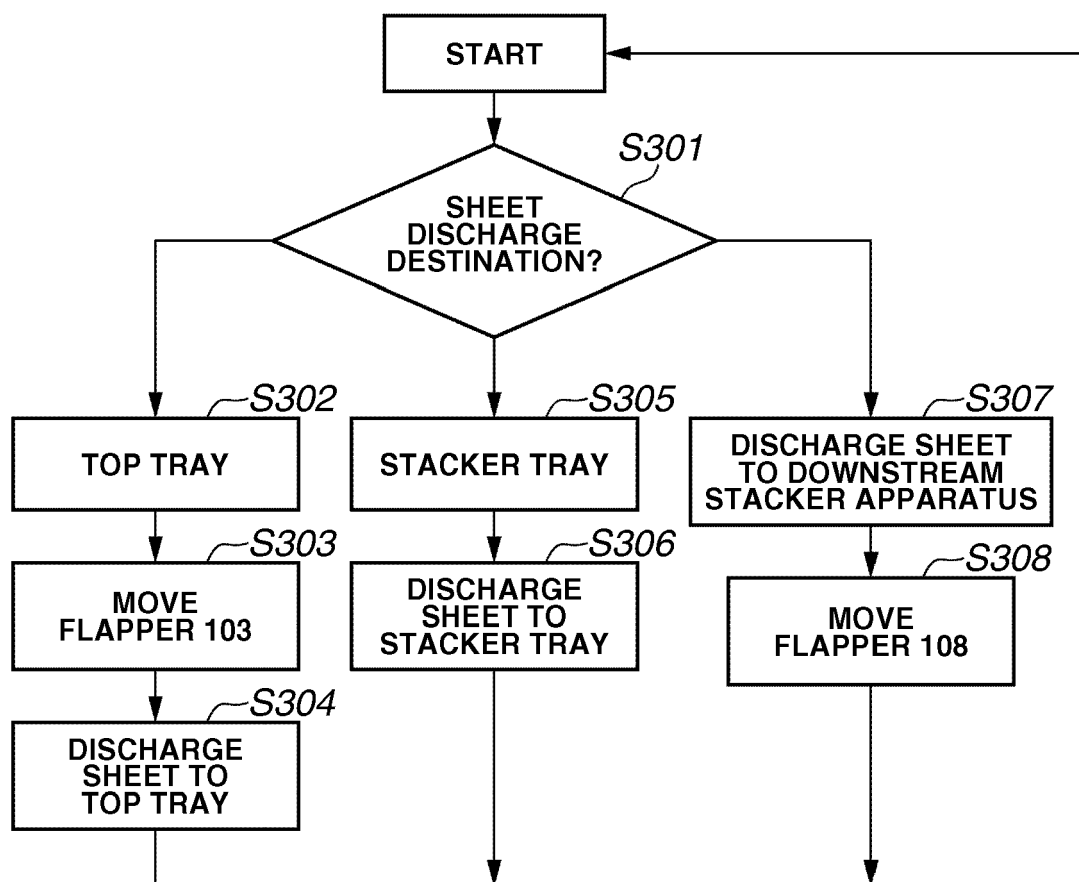 START
S301
SHEET
DISCHARGE
DESTINATION?
S302
TOP TRAY
S305
STACKER TRAY
S307
DISCHARGE SHEET
TO DOWNSTREAM
STACKER APPARATUS
S303
MOVE
FLAPPER 103
S306
DISCHARGE
SHEET TO
STACKER TRAY
S308
MOVE
FLAPPER 108
S304
DISCHARGE
SHEET TO
TOP TRAY